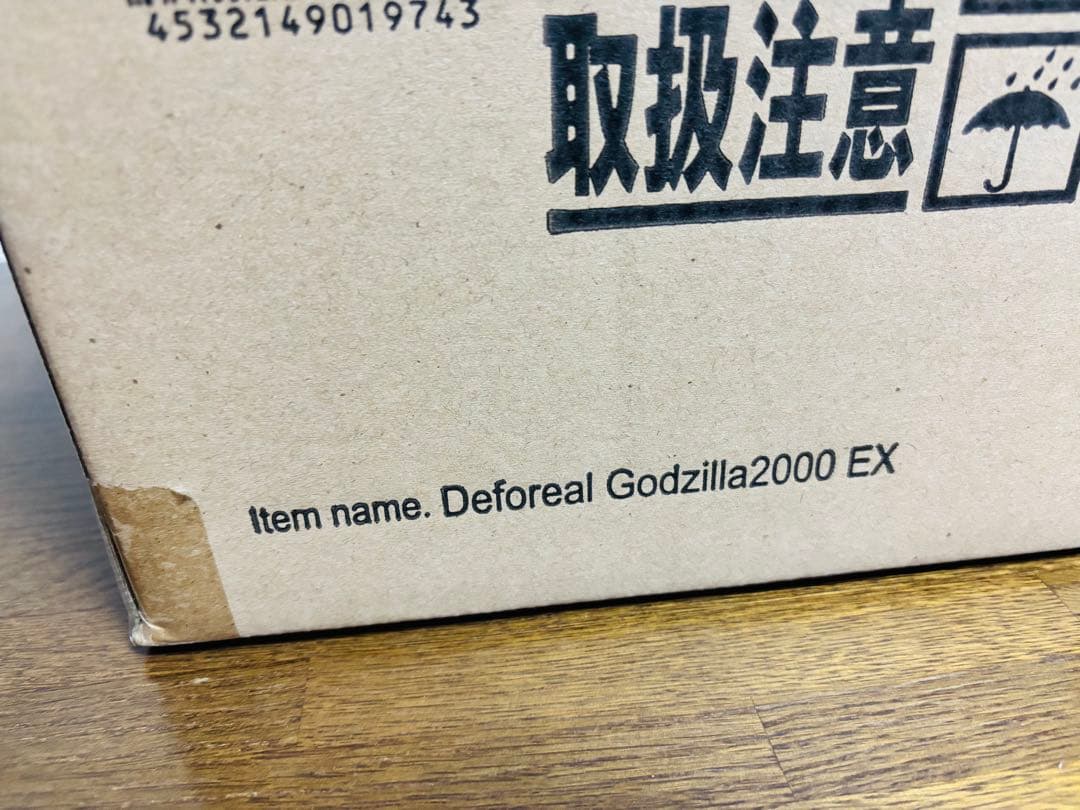 4532149019743
取扱注意
Item name. Deforeal Godzilla2000 EX